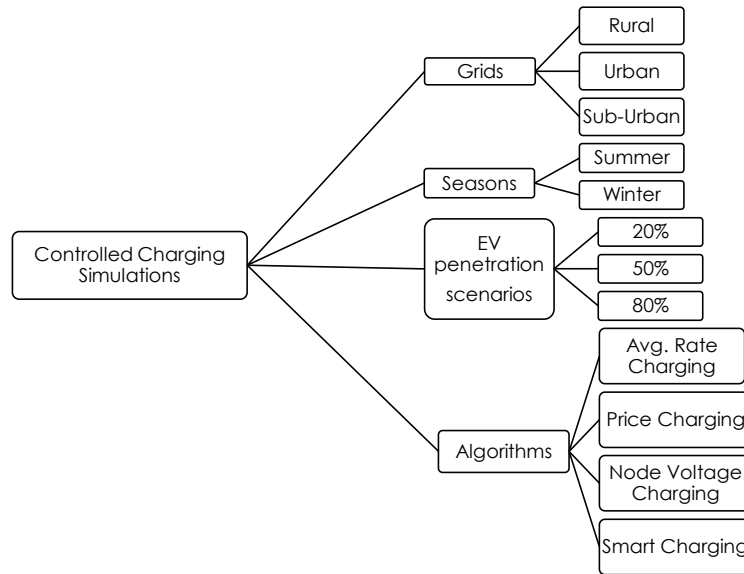 Controlled Charging
Simulations
Grids
Rural
Urban
Sub-Urban
Seasons
Summer
Winter
EV
penetration
scenarios
20%
50%
80%
Algorithms
Avg. Rate
Charging
Price Charging
Node Voltage
Charging
Smart Charging